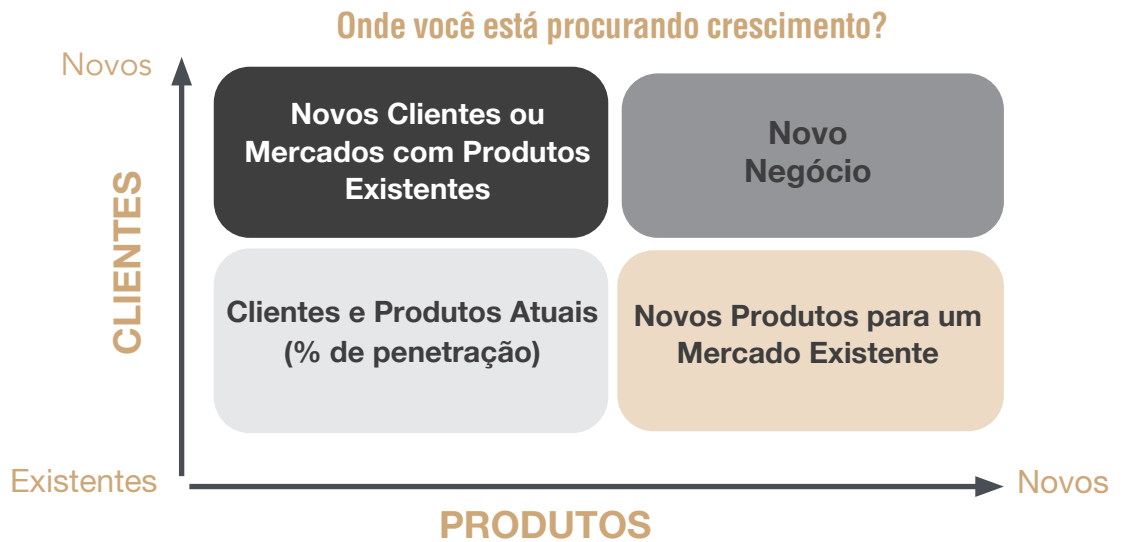 Onde você está procurando crescimento?
Novos
CLIENTES
Novos Clientes ou
Mercados com Produtos
Existentes
Novo
Negócio
Clientes e Produtos Atuais
(% de penetração)
Novos Produtos para um
Mercado Existente
Existentes
Novos
PRODUTOS